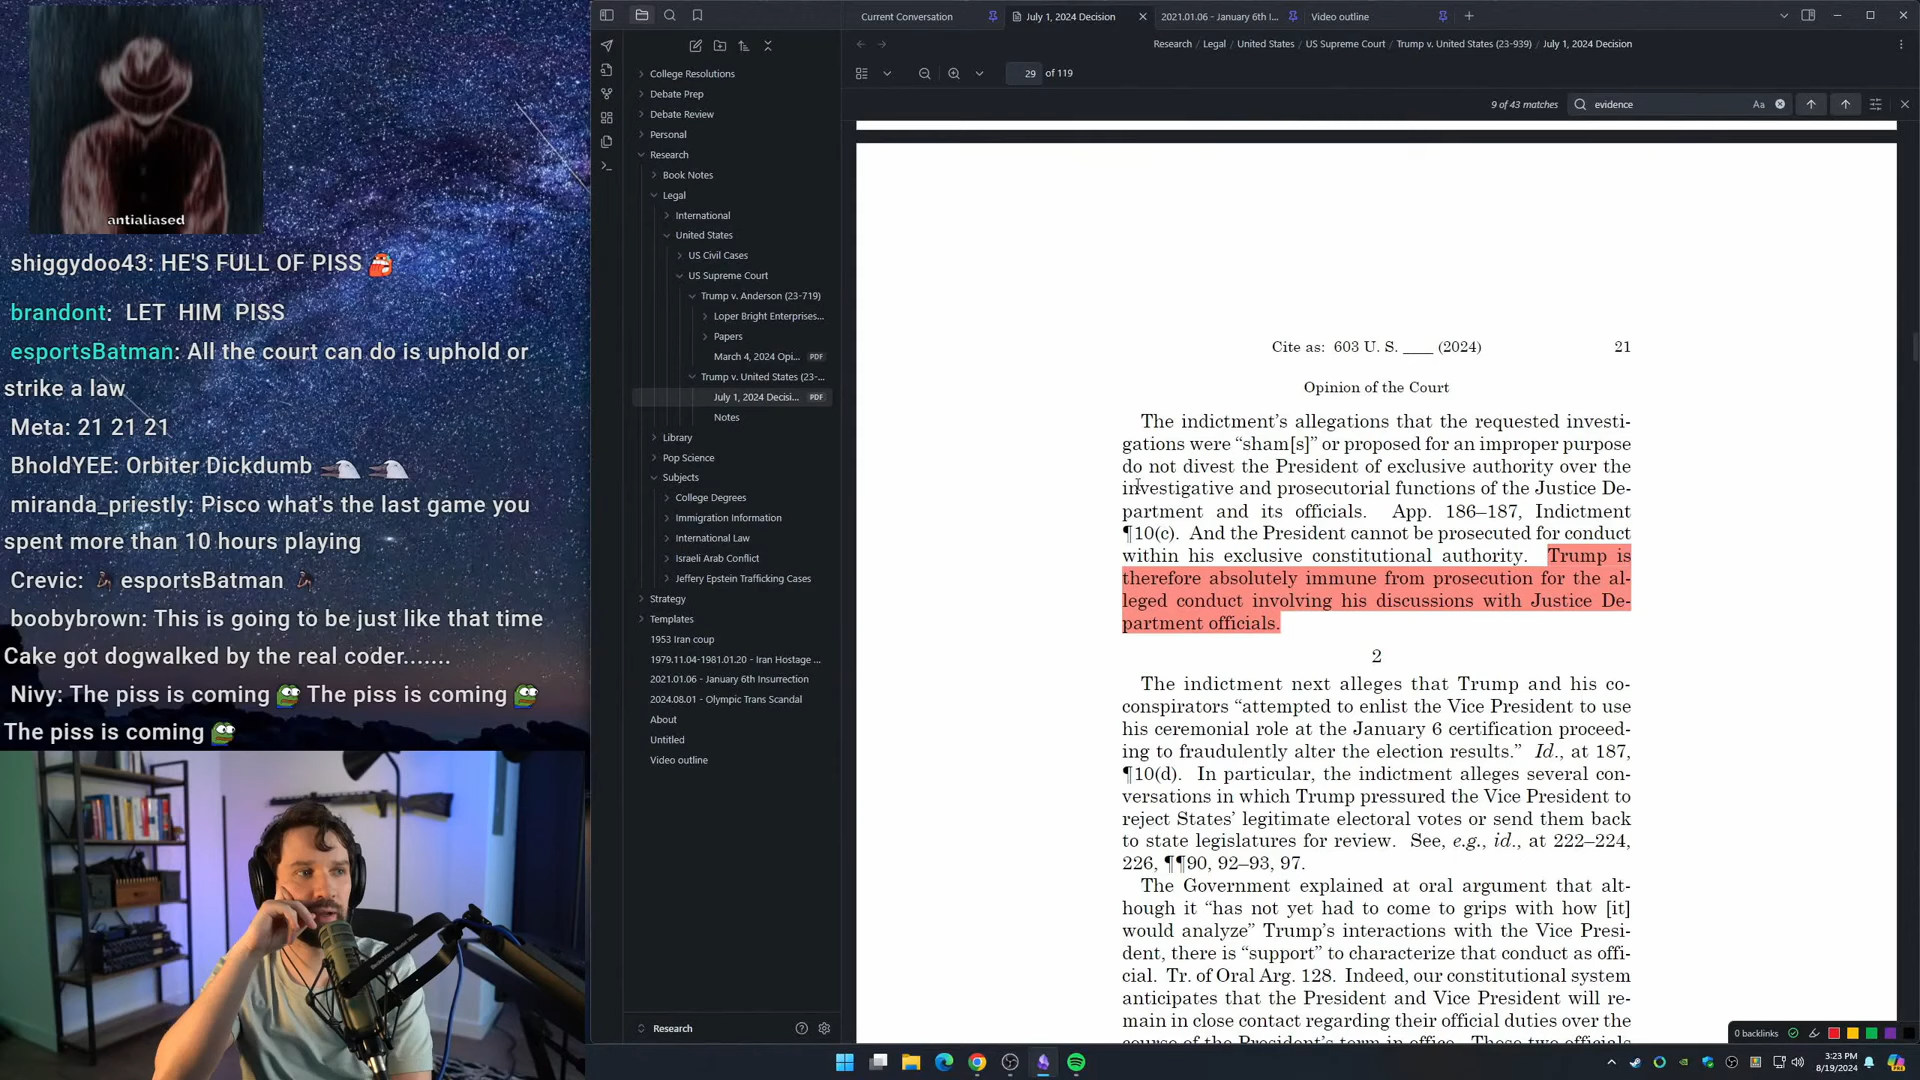 antialiased
shiggydoo43: HE'S FULL OF PISS
brandont: LET HIM PISS
esportsBatman: All the court can do is uphold or
strike a law
Meta: 21 21 21
BholdYEE: Orbiter Dickdumb
miranda_priestly: Pisco what's the last game you
spent more than 10 hours playing
Crevic: esportsBatman
boobybrown: This is going to be just like that time
Cake got dogwalked by the real coder.......
Nivy: The piss is coming The piss is coming
The piss is coming
College Resolutions
Debate Prep
Debate Review
Personal
Research
Book Notes
Legal
International
United States
US Civil Cases
US Supreme Court
Trump v. Anderson (23-719)
Loper Bright Enterprises...
Papers
March 4, 2024 Opi... PDF
Trump v. United States (23-...
July 1, 2024 Decisi... PDF
Notes
Library
Pop Science
Subjects
College Degrees
Immigration Information
International Law
Israeli Arab Conflict
Jeffery Epstein Trafficking Cases
Strategy
Templates
1953 Iran coup
1979.11.04-1981.01.20 - Iran Hostage ...
2021.01.06 - January 6th Insurrection
2024.08.01 - Olympic Trans Scandal
About
Untitled
Video outline
Research
Current Conversation
July 1, 2024 Decision
2021.01.06 - January 6th I...
Video outline
Research / Legal / United States / US Supreme Court / Trump v. United States (23-939) / July 1, 2024 Decision
29 of 119
9 of 43 matches
evidence
Aa
Cite as: 603 U. S. ____ (2024) 21
Opinion of the Court
The indictment's allegations that the requested investi-
gations were “sham[s]” or proposed for an improper purpose
do not divest the President of exclusive authority over the
investigative and prosecutorial functions of the Justice De-
partment and its officials. App. 186–187, Indictment
¶10(c). And the President cannot be prosecuted for conduct
within his exclusive constitutional authority. Trump is
therefore absolutely immune from prosecution for the al-
leged conduct involving his discussions with Justice De-
partment officials.
2
The indictment next alleges that Trump and his co-
conspirators “attempted to enlist the Vice President to use
his ceremonial role at the January 6 certification proceed-
ing to fraudulently alter the election results.” Id., at 187,
¶10(d). In particular, the indictment alleges several con-
versations in which Trump pressured the Vice President to
reject States’ legitimate electoral votes or send them back
to state legislatures for review. See, e.g., id., at 222–224,
226, ¶¶90, 92–93, 97.
The Government explained at oral argument that alt-
hough it “has not yet had to come to grips with how [it]
would analyze” Trump’s interactions with the Vice Presi-
dent, there is “support” to characterize that conduct as offi-
cial. Tr. of Oral Arg. 128. Indeed, our constitutional system
anticipates that the President and Vice President will re-
main in close contact regarding their official duties over the
course of the President’s term in office. These two officials
0 backlinks
3:23 PM
8/19/2024